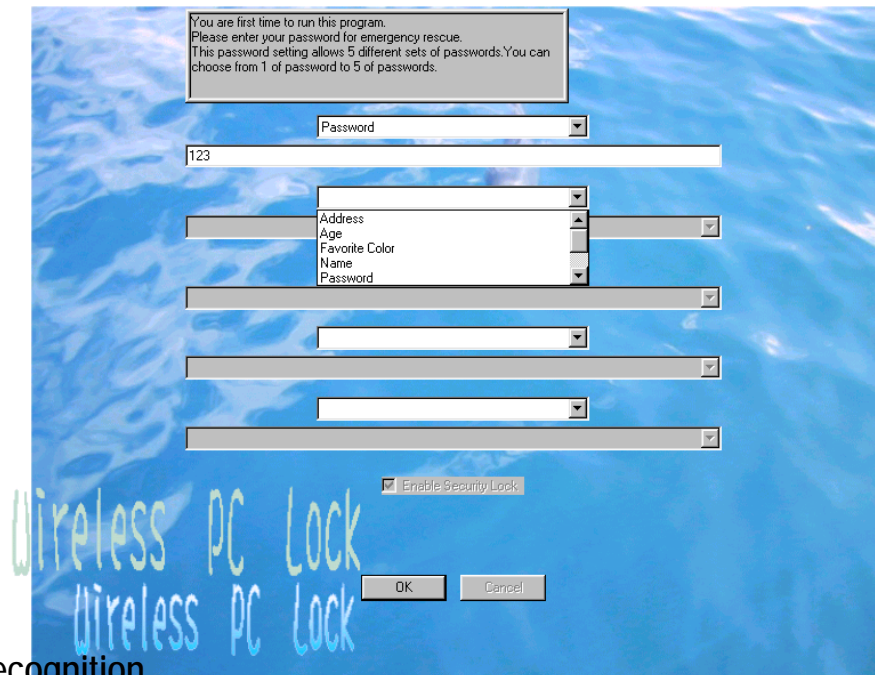 You are first time to run this program.
Please enter your password for emergency rescue.
This password setting allows 5 different sets of passwords.You can
choose from 1 of password to 5 of passwords.
Password
123
Address
Age
Favorite Color
Name
Password
Enable Security Lock
Wireless PC Lock
Wireless PC Lock
OK
Cancel